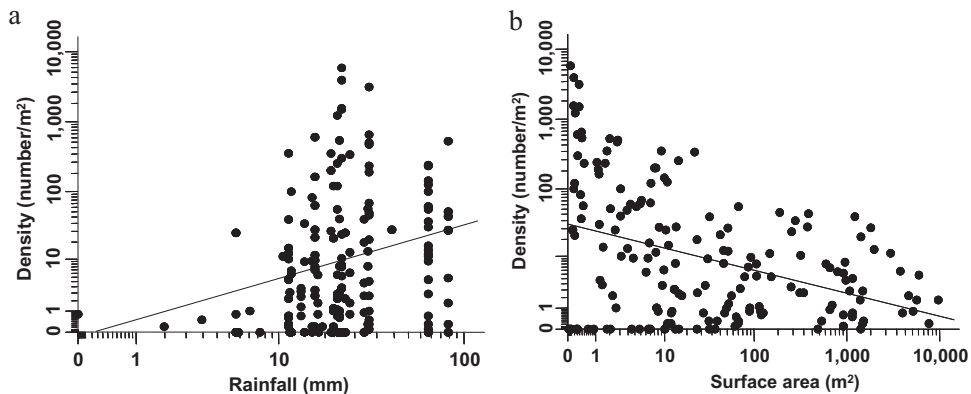 a
Density (number/m²)
10,000
1,000
100
10
1
0
0 1 10 100
Rainfall (mm)
b
Density (number/m²)
10,000
1,000
100
10
1
0
0 1 10 100 1,000 10,000
Surface area (m²)